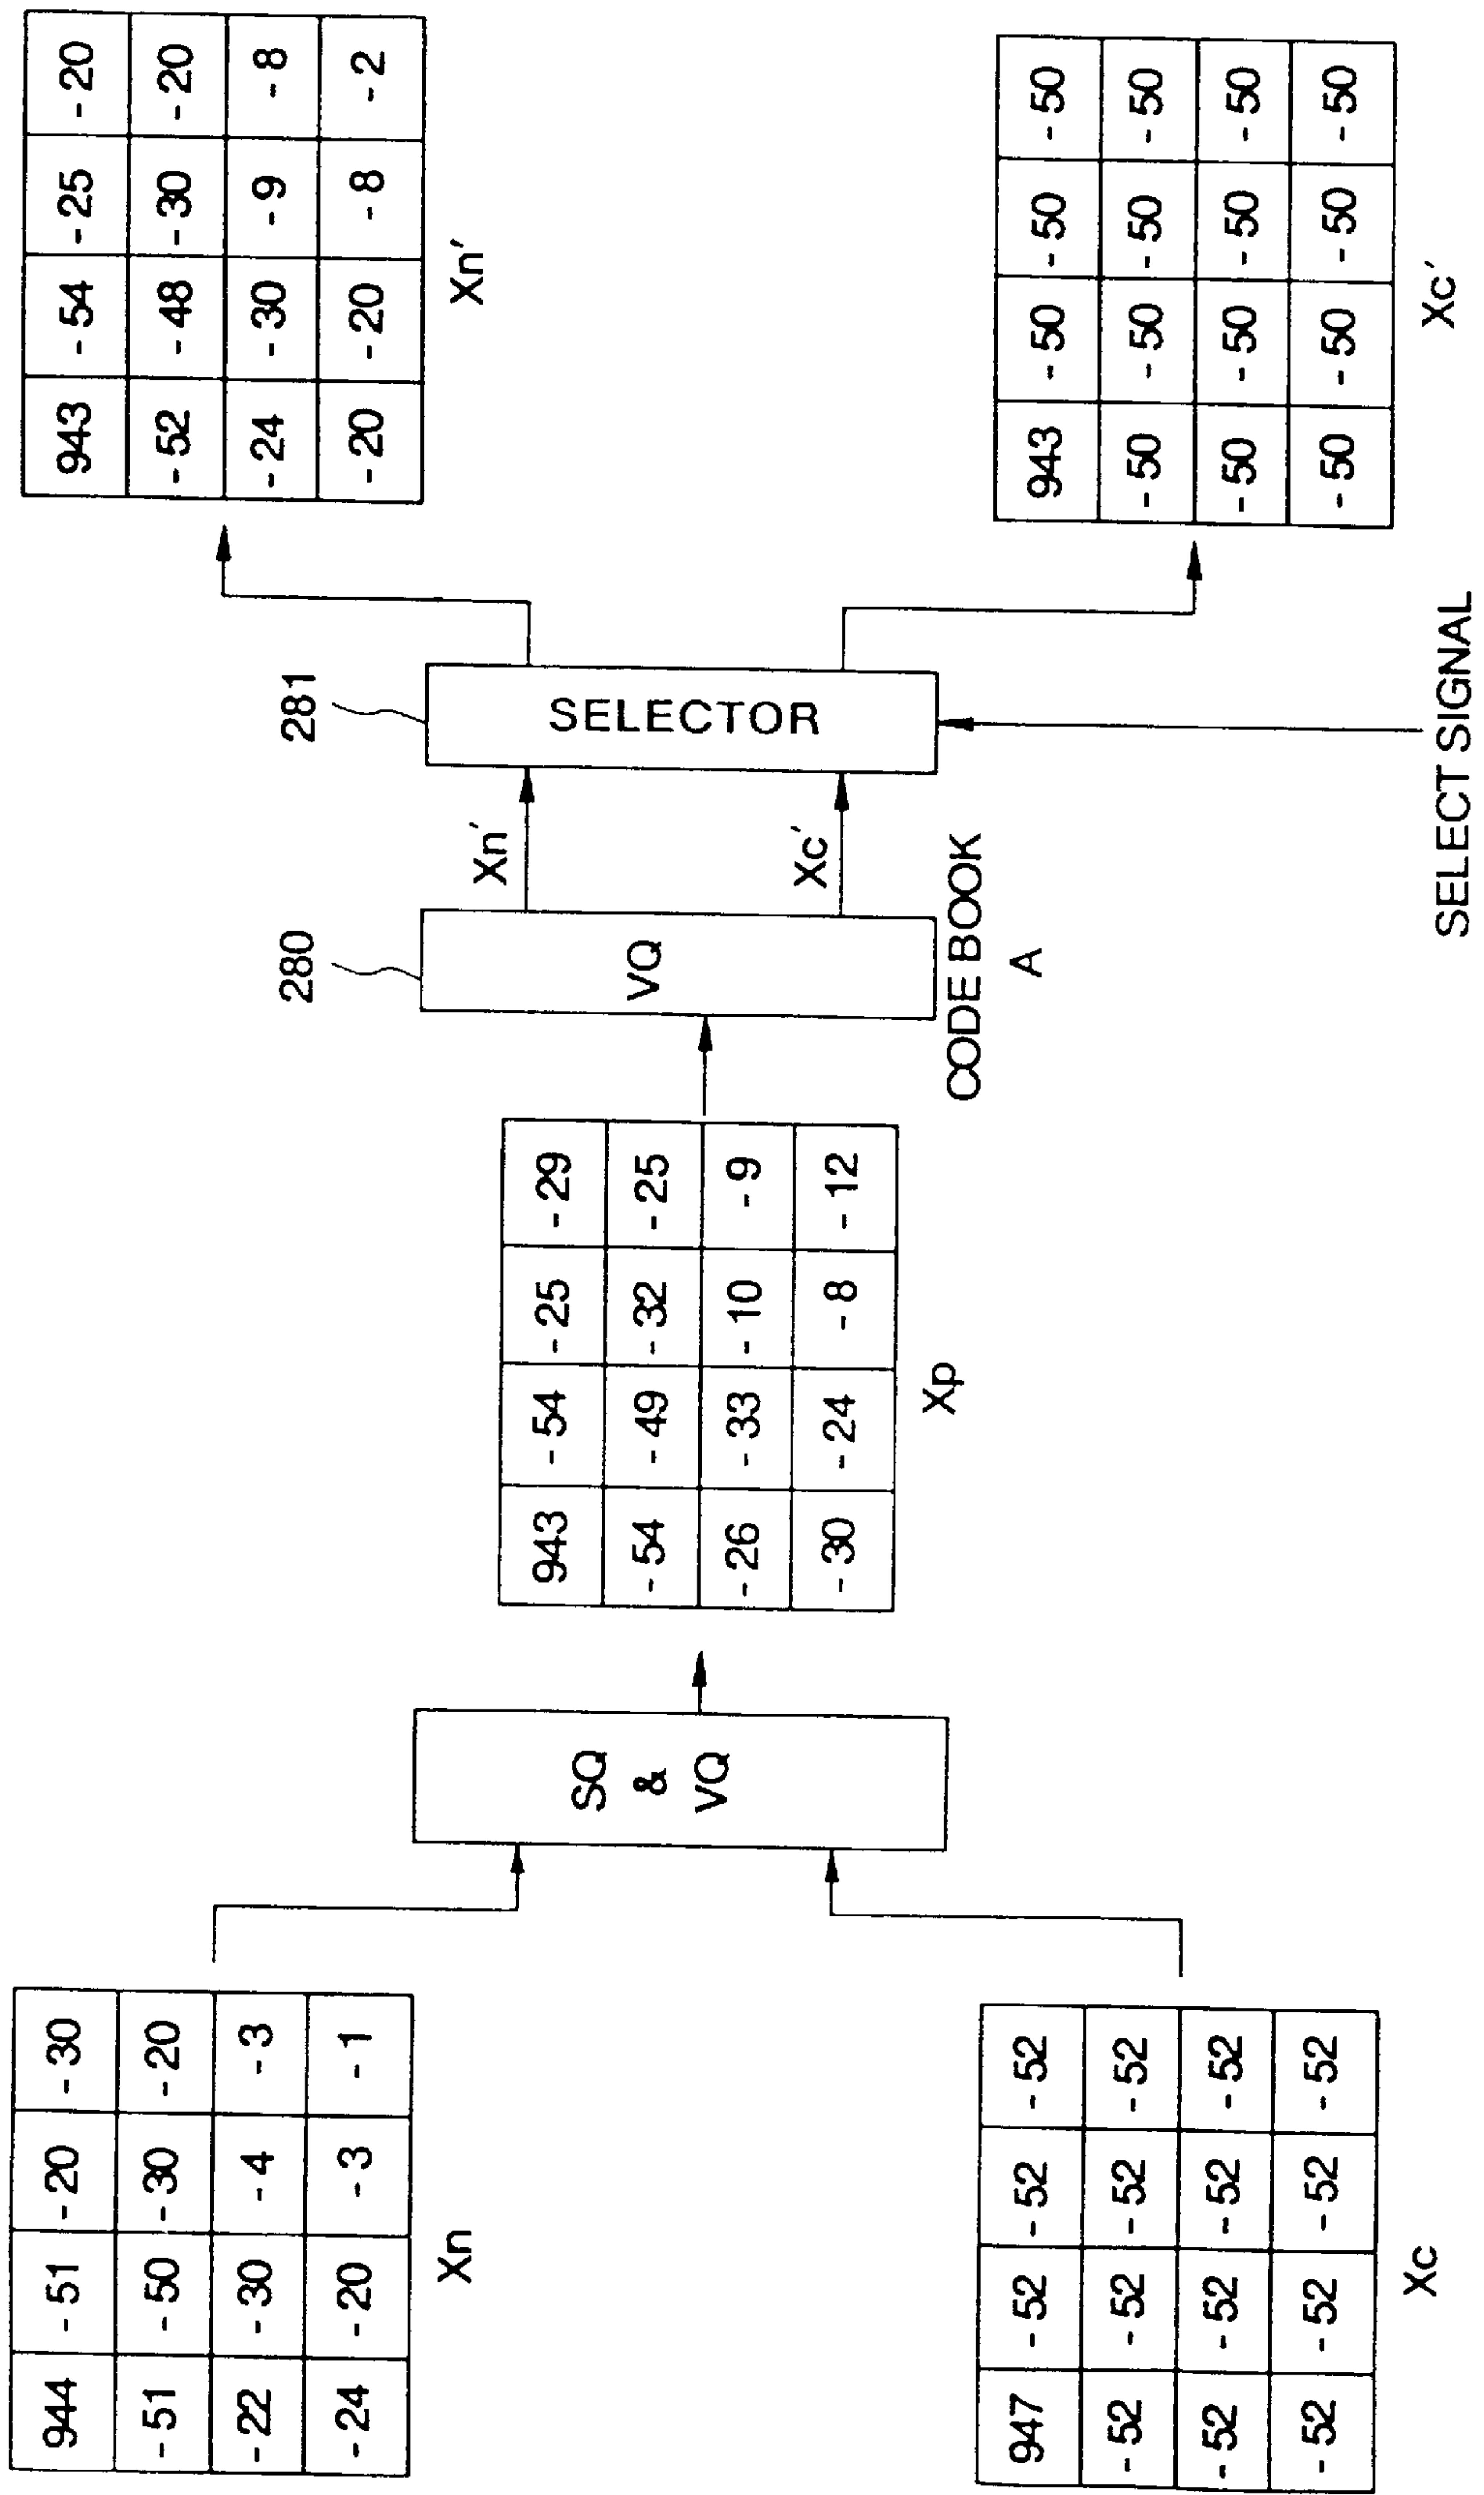 944 - 51 - 20 - 30
- 51 - 50 - 30 - 20
- 22 - 30 - 4 - 3
- 24 - 20 - 3 - 1
Xn
947 - 52 - 52 - 52
- 52 - 52 - 52 - 52
- 52 - 52 - 52 - 52
- 52 - 52 - 52 - 52
Xc
SQ
&
VQ
943 - 54 - 25 - 29
- 54 - 49 - 32 - 25
- 26 - 33 - 10 - 9
- 30 - 24 - 8 - 12
Xp
280
VQ
CODE BOOK
A
Xn'
Xc'
281
SELECTOR
SELECT SIGNAL
943 - 54 - 25 - 20
- 52 - 48 - 30 - 20
- 24 - 30 - 9 - 8
- 20 - 20 - 8 - 2
Xn'
943 - 50 - 50 - 50
- 50 - 50 - 50 - 50
- 50 - 50 - 50 - 50
- 50 - 50 - 50 - 50
Xc'